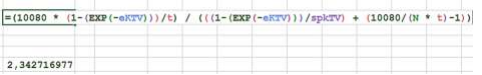 =(10080 * (1-(EXP(-eKTV)))/t) / (((1-(EXP(-eKTV)))/spkTV) + (10080/(N * t)-1))
2,342716977